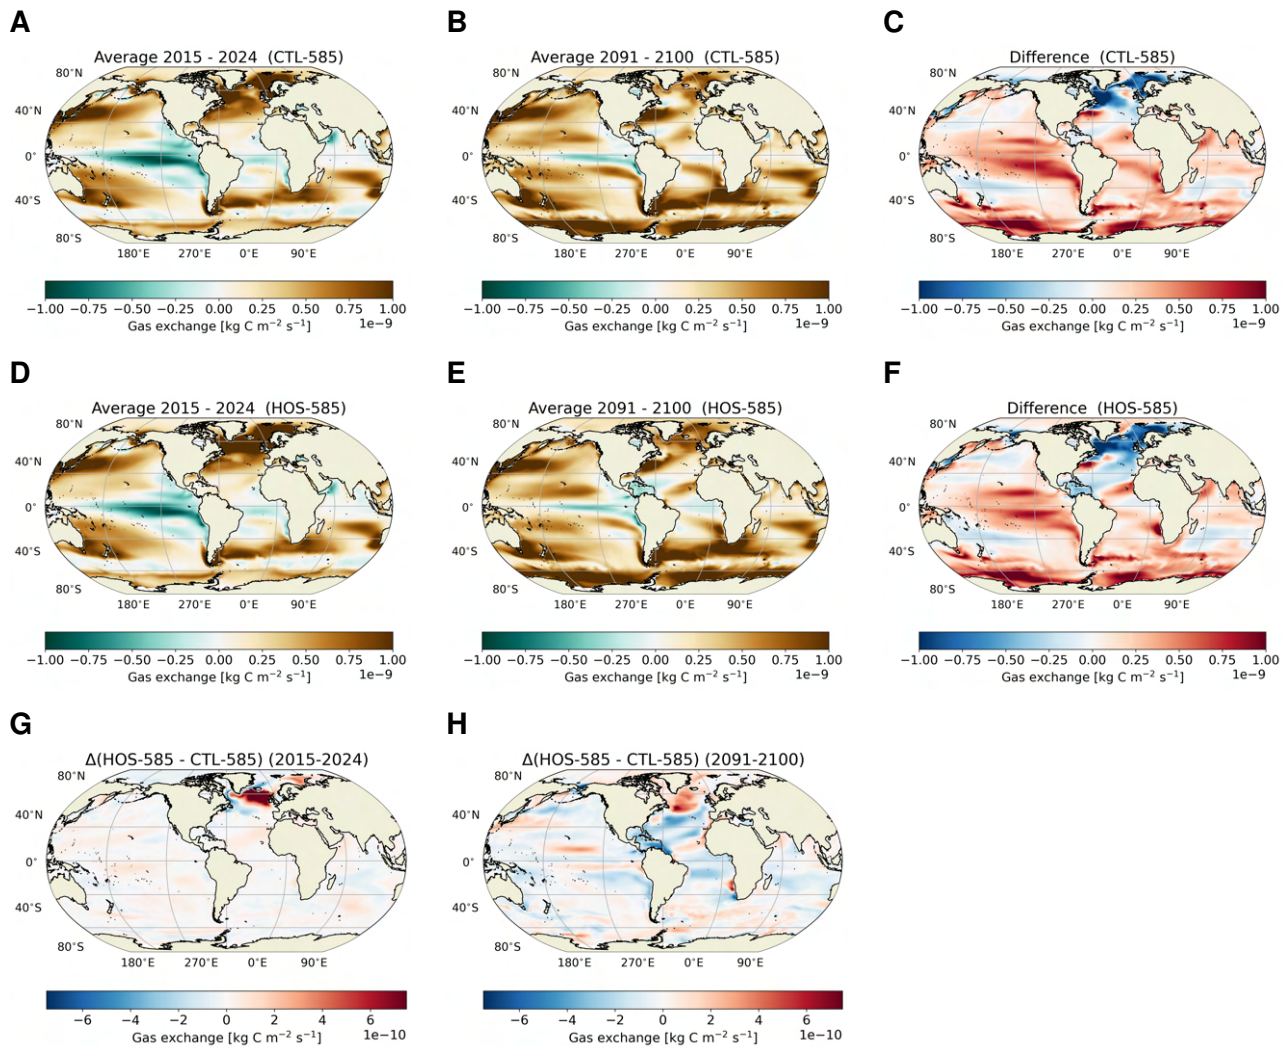 A
B
C
Average 2015 - 2024  (CTL-585)
Average 2091 - 2100  (CTL-585)
Difference  (CTL-585)
80°N
40°N
0°
40°S
80°S
180°E 270°E 0°E 90°E
80°N
40°N
0°
40°S
80°S
180°E 270°E 0°E 90°E
80°N
40°N
0°
40°S
80°S
180°E 270°E 0°E 90°E
−1.00 −0.75 −0.50 −0.25 0.00 0.25 0.50 0.75 1.00
1e−9
Gas exchange [kg C m⁻² s⁻¹]
−1.00 −0.75 −0.50 −0.25 0.00 0.25 0.50 0.75 1.00
1e−9
Gas exchange [kg C m⁻² s⁻¹]
−1.00 −0.75 −0.50 −0.25 0.00 0.25 0.50 0.75 1.00
1e−9
Gas exchange [kg C m⁻² s⁻¹]
D
E
F
Average 2015 - 2024  (HOS-585)
Average 2091 - 2100  (HOS-585)
Difference  (HOS-585)
80°N
40°N
0°
40°S
80°S
180°E 270°E 0°E 90°E
80°N
40°N
0°
40°S
80°S
180°E 270°E 0°E 90°E
80°N
40°N
0°
40°S
80°S
180°E 270°E 0°E 90°E
−1.00 −0.75 −0.50 −0.25 0.00 0.25 0.50 0.75 1.00
1e−9
Gas exchange [kg C m⁻² s⁻¹]
−1.00 −0.75 −0.50 −0.25 0.00 0.25 0.50 0.75 1.00
1e−9
Gas exchange [kg C m⁻² s⁻¹]
−1.00 −0.75 −0.50 −0.25 0.00 0.25 0.50 0.75 1.00
1e−9
Gas exchange [kg C m⁻² s⁻¹]
G
H
Δ(HOS-585 - CTL-585) (2015-2024)
Δ(HOS-585 - CTL-585) (2091-2100)
80°N
40°N
0°
40°S
80°S
180°E 270°E 0°E 90°E
80°N
40°N
0°
40°S
80°S
180°E 270°E 0°E 90°E
−6 −4 −2 0 2 4 6
1e−10
Gas exchange [kg C m⁻² s⁻¹]
−6 −4 −2 0 2 4 6
1e−10
Gas exchange [kg C m⁻² s⁻¹]